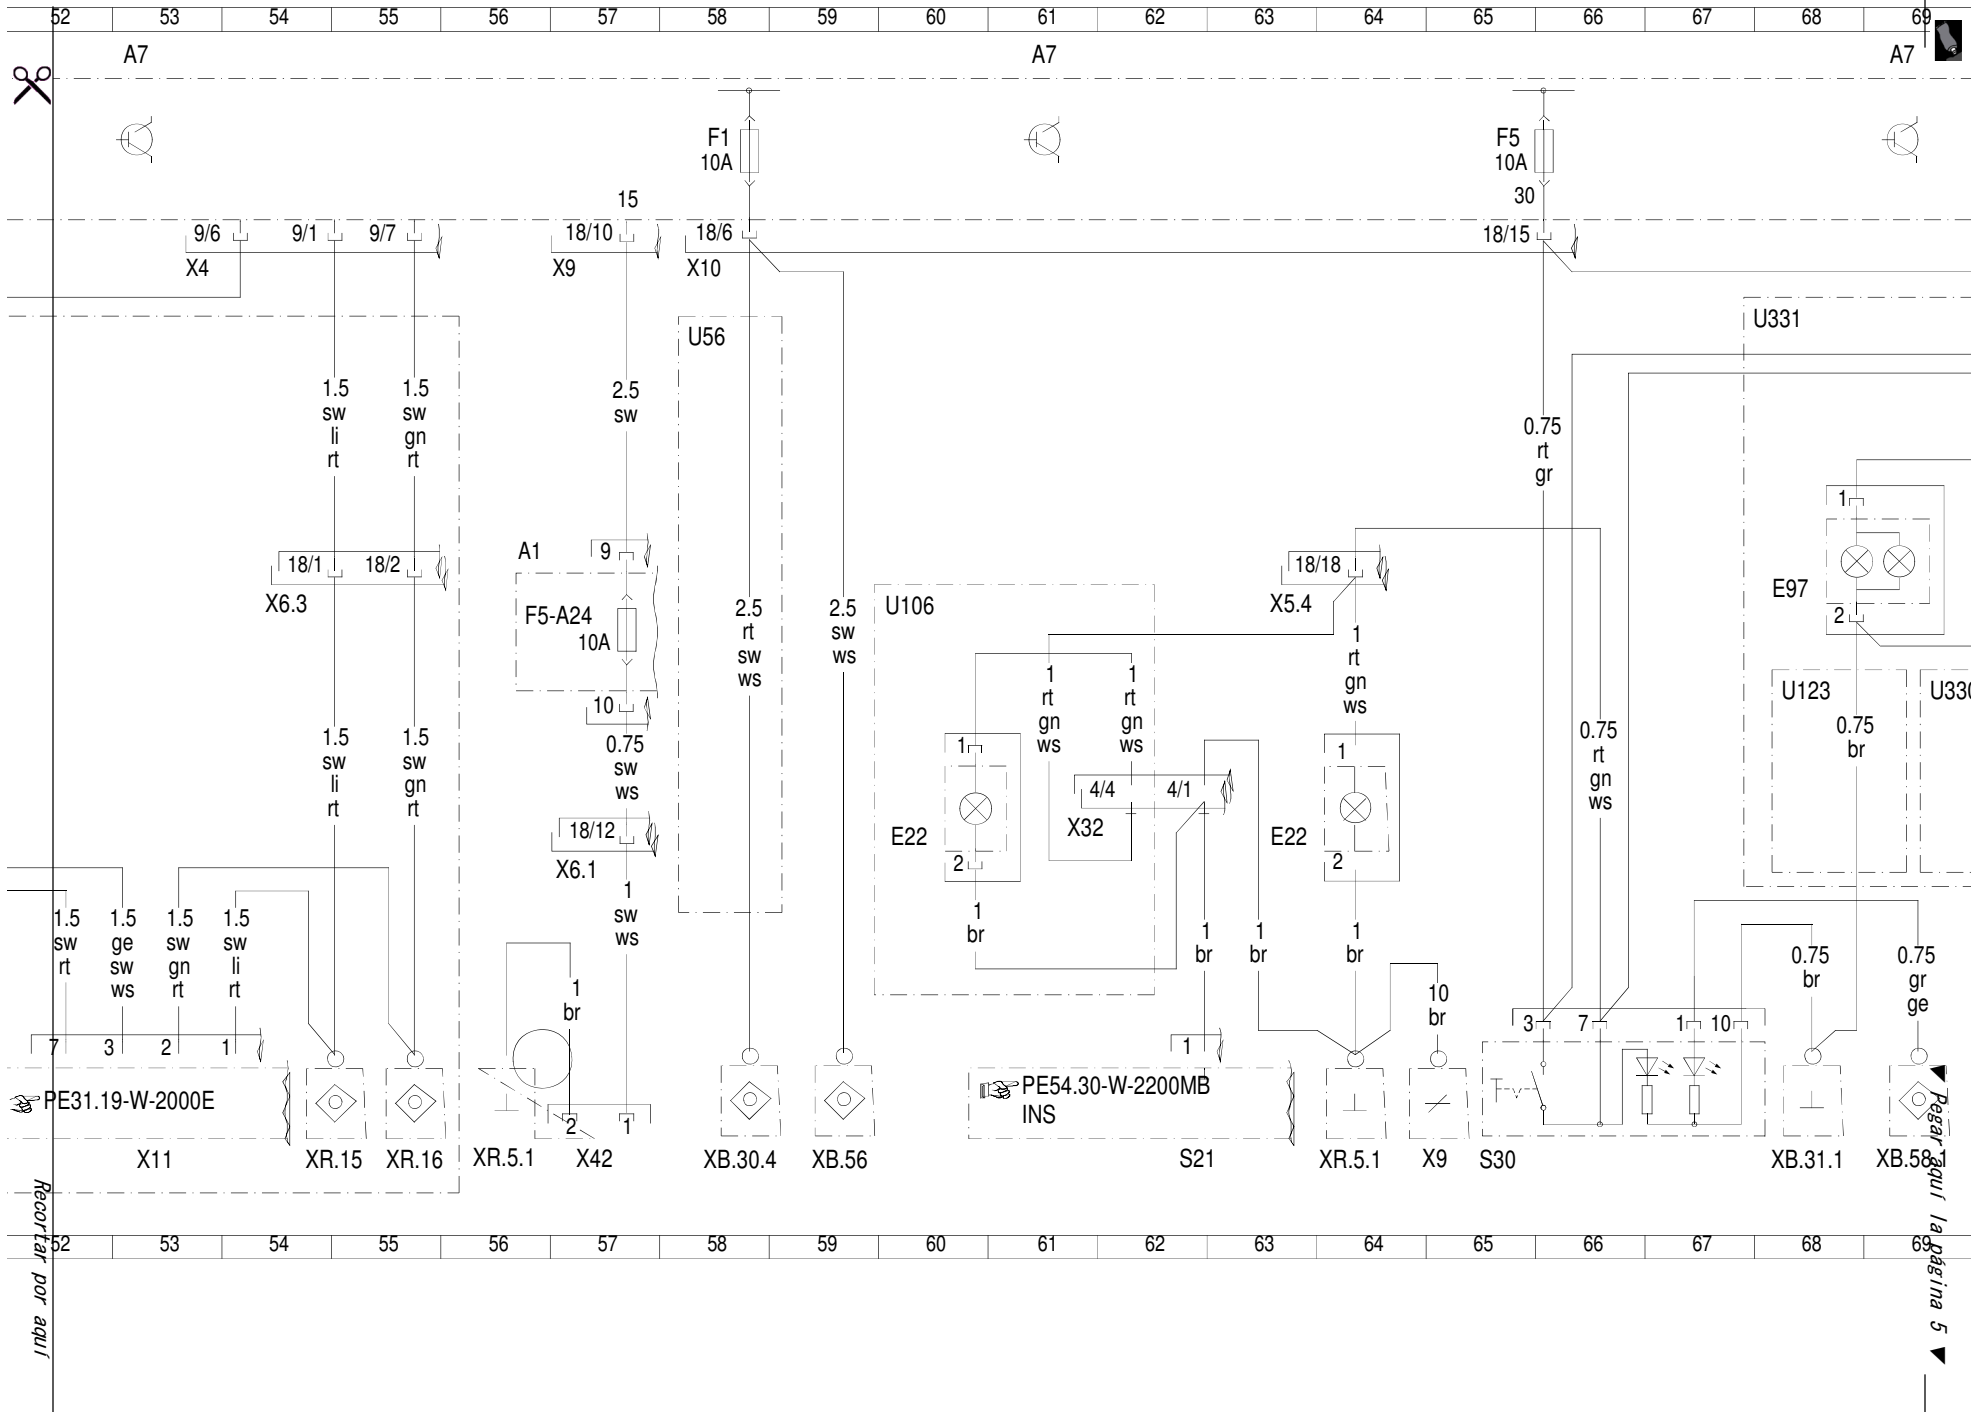 52 53 54 55 56 57 58 59 60 61 62 63 64 65 66 67 68 69
A7 A7 A7
F1
10A
F5
10A
15 30
9/6 9/1 9/7 18/10 18/6 18/15
X4 X9 X10
U56 U331
1.5
sw
li
rt
1.5
sw
gn
rt
2.5
sw
0.75
rt
gr
1
A1 9
18/1 18/2
X6.3
F5-A24
10A
10
2.5
rt
sw
ws
2.5
sw
ws
U106
18/18
X5.4
E97
2
1
rt
gn
ws
1
rt
gn
ws
1
rt
gn
ws
U123 U330
0.75
br
1.5
sw
li
rt
1.5
sw
gn
rt
0.75
sw
ws
0.75
rt
gn
ws
1 1
4/4 4/1
X32
E22 E22
2 2
18/12
X6.1
1
sw
ws
1.5
sw
rt
1.5
ge
sw
ws
1.5
sw
gn
rt
1.5
sw
li
rt
1
br
1
br
1
br
1
br
1
br
10
br
0.75
br
0.75
gr
ge
7 3 2 1 1 3 7 1 10
PE31.19-W-2000E
PE54.30-W-2200MB
INS
2 1
X11 XR.15 XR.16 XR.5.1 X42 XB.30.4 XB.56 S21 XR.5.1 X9 S30 XB.31.1 XB.58.1
52 53 54 55 56 57 58 59 60 61 62 63 64 65 66 67 68 69
Recortar por aquí
Pegar aquí la página 5